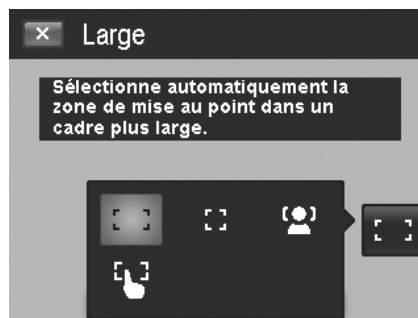 Large
Sélectionne automatiquement la
zone de mise au point dans un
cadre plus large.